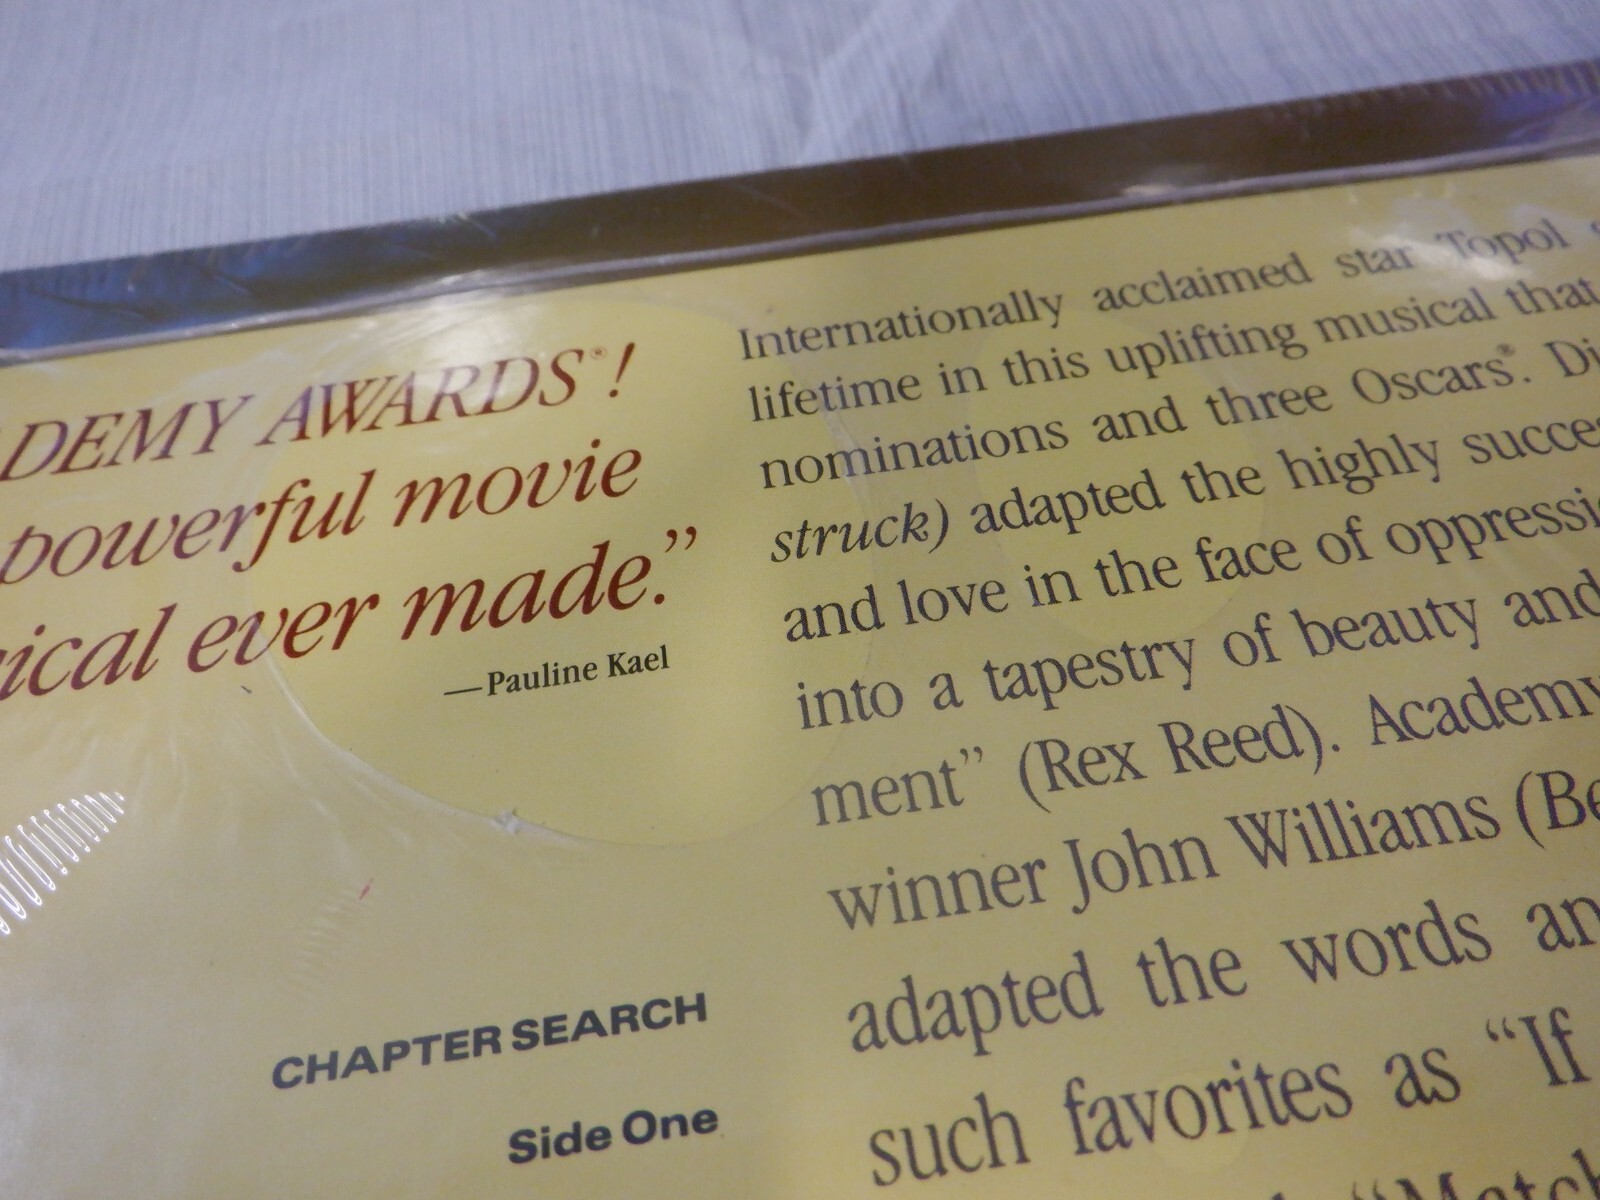 DEMY AWARDS®!
powerful movie
ical ever made.”
—Pauline Kael
CHAPTER SEARCH
Side One
Internationally acclaimed star Topol
lifetime in this uplifting musical that
nominations and three Oscars®. Di
struck) adapted the highly succe
and love in the face of oppressi
into a tapestry of beauty and
ment” (Rex Reed). Academy
winner John Williams (Be
adapted the words an
such favorites as “If
“Match